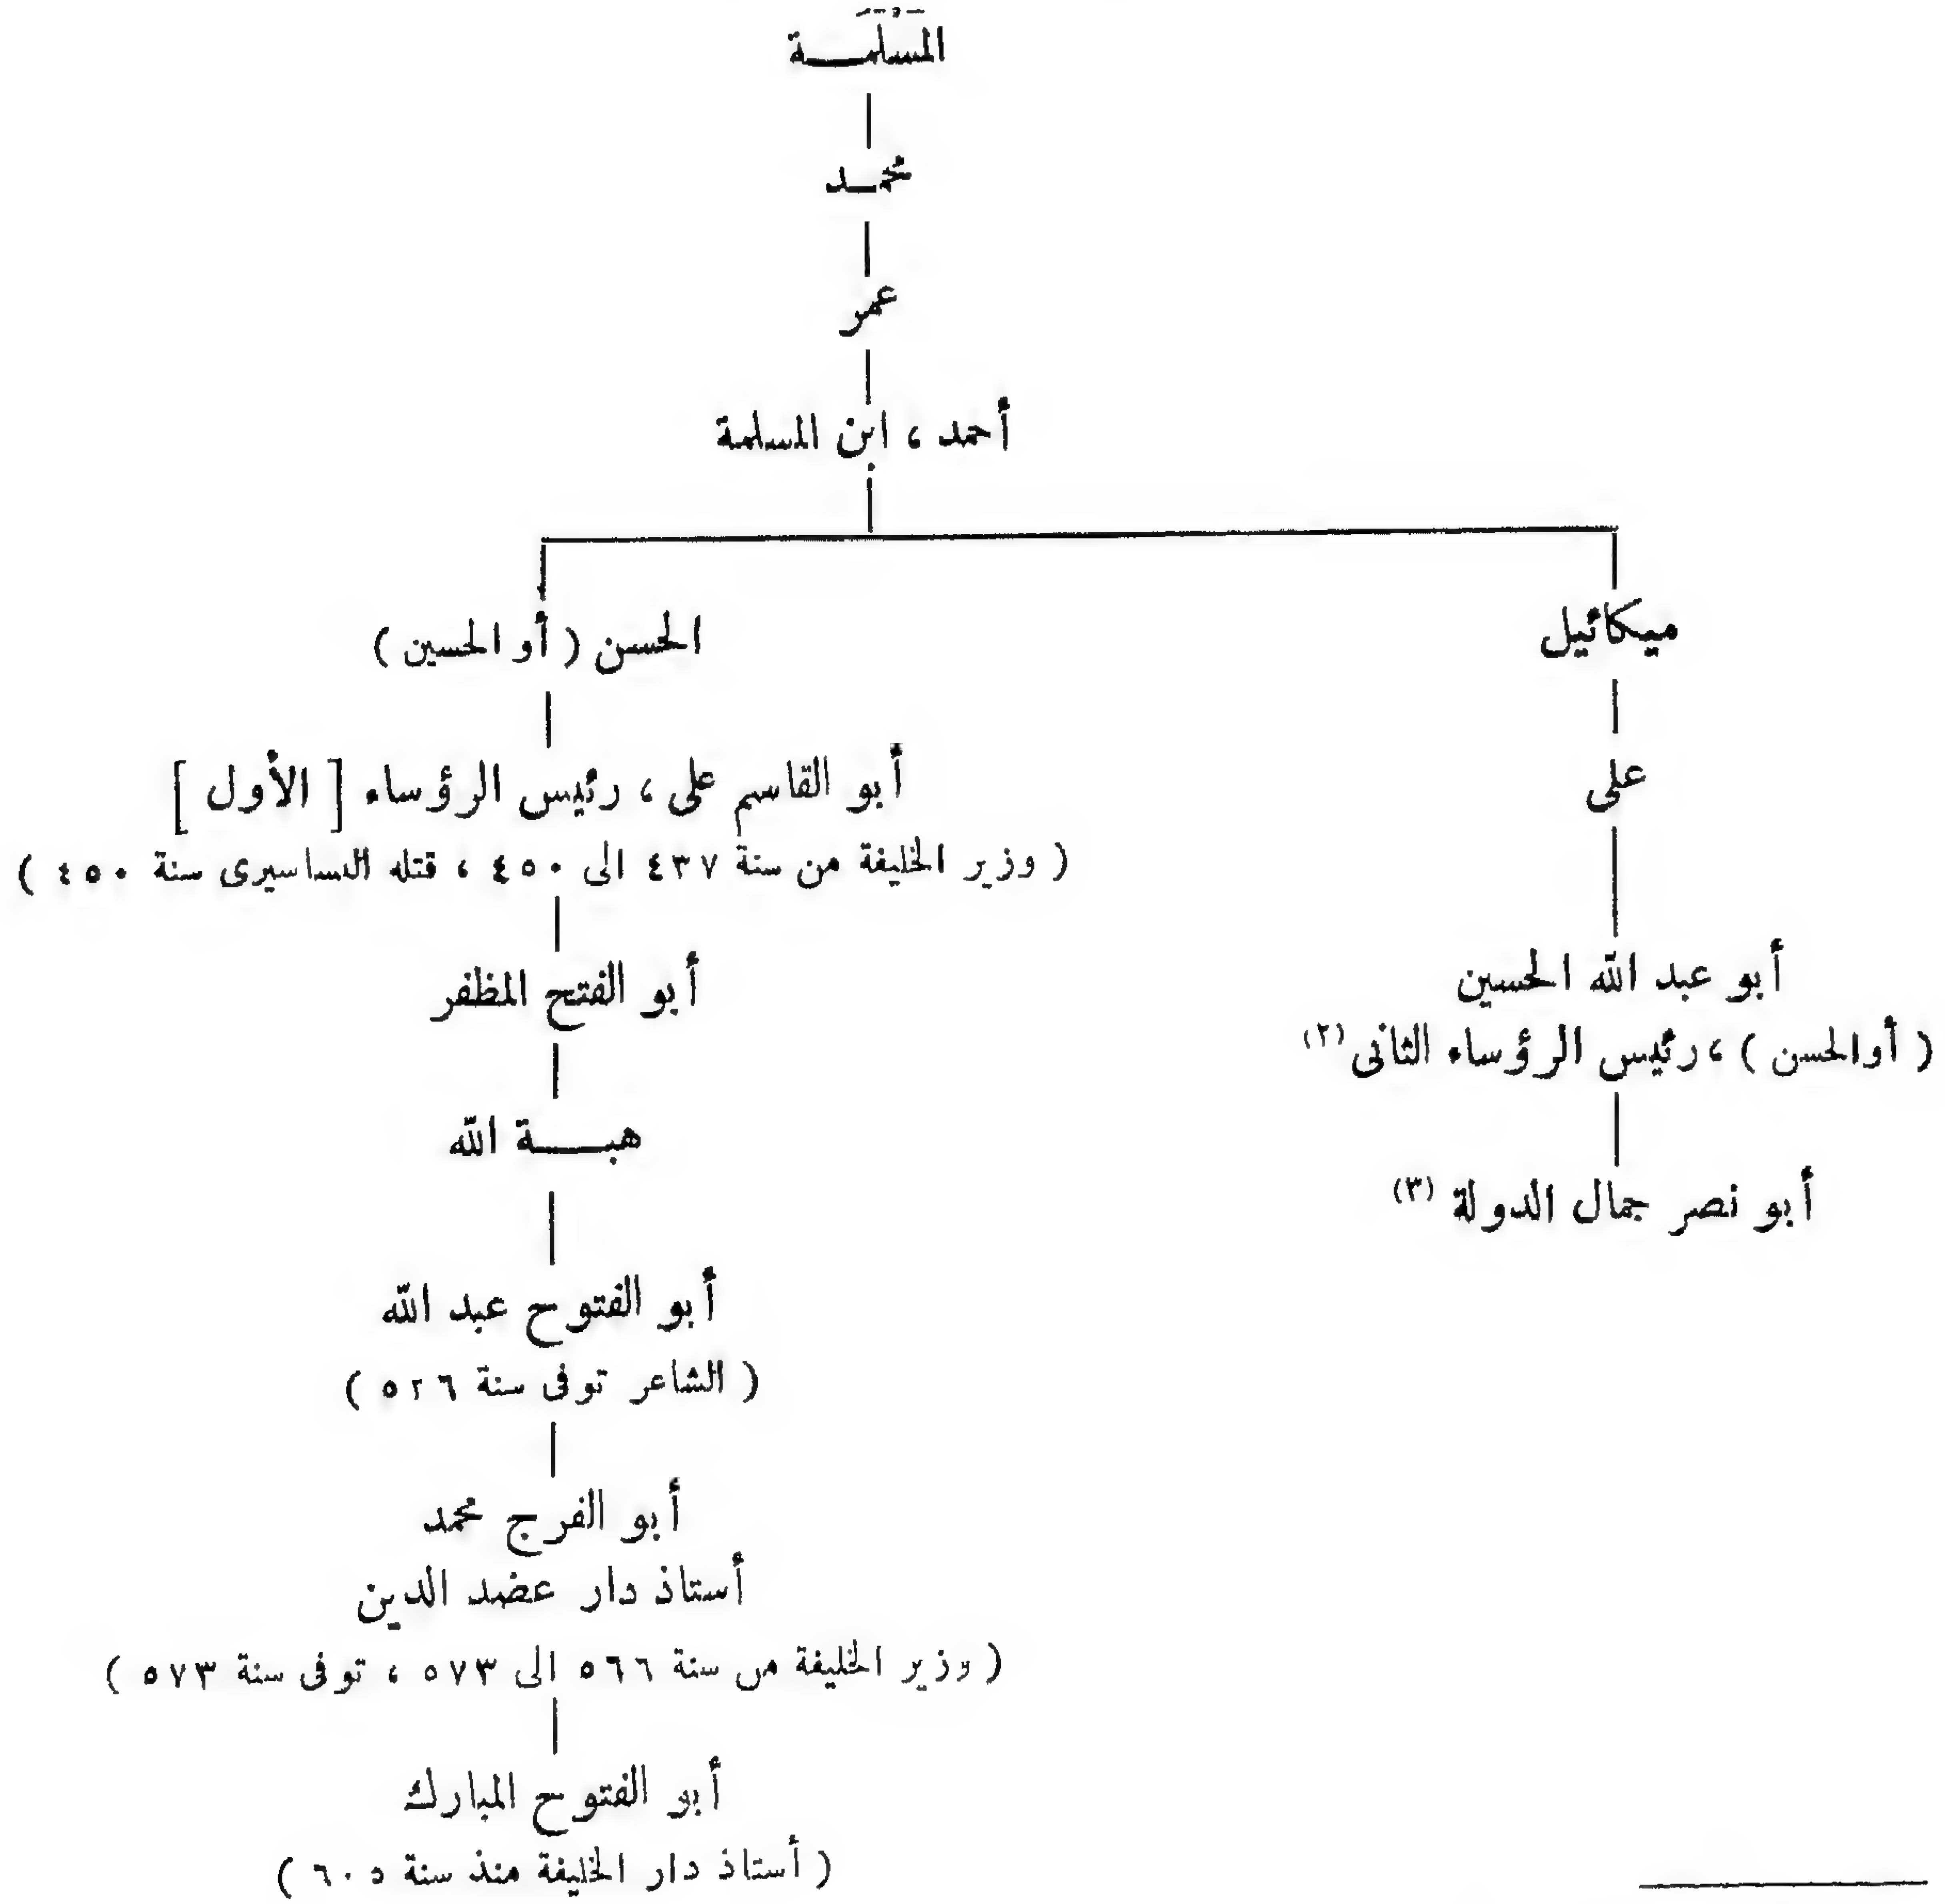 المَسْلَمَـــة
محمـد
عمر
أحمد ، ابن المسلمة
ميكائيل
الحسن ( أو الحسين )
على
أبو القاسم على ، رئيس الرؤساء [ الأول ]
( وزير الخليفة من سنة ٤٣٧ الى ٤٥٠ ، قتله البساسيرى سنة ٤٥٠ )
أبو عبد الله الحسين
( أو الحسن ) ، رئيس الرؤساء الثانى (٢)
أبو الفتح المظفر
هبـــــة الله
أبو نصر جمال الدولة (٣)
أبو الفتوح عبد الله
( الشاعر توفى سنة ٥٢٦ )
أبو الفرج محمد
أستاذ دار عضد الدين
( وزير الخليفة من سنة ٥٦٦ الى ٥٧٣ ، توفى سنة ٥٧٣ )
أبو الفتوح المبارك
( أستاذ دار الخليفة منذ سنة ٦٠٥ )